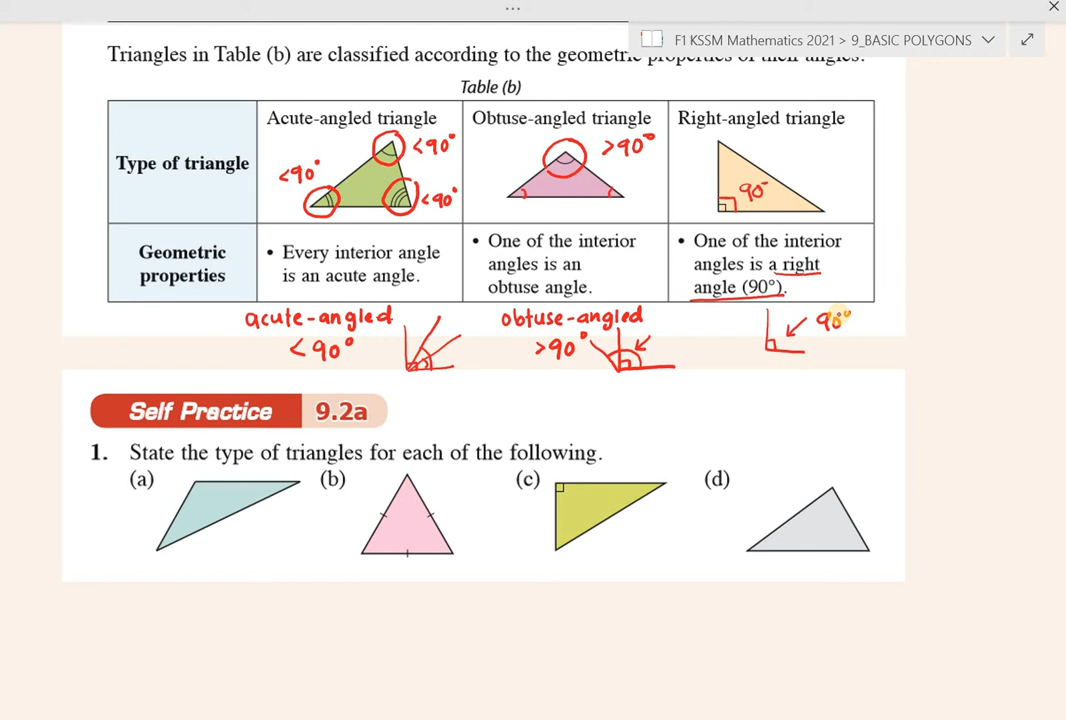 ...
F1 KSSM Mathematics 2021 > 9_BASIC POLYGONS
Triangles in Table (b) are classified according to the geometric properties of their angles.
Table (b)
Type of triangle
Acute-angled triangle
<90°
<90°
<90°
Obtuse-angled triangle
>90°
Right-angled triangle
90°
Geometric properties
• Every interior angle
is an acute angle.
• One of the interior
angles is an
obtuse angle.
• One of the interior
angles is a right
angle (90°).
acute-angled
<90°
obtuse-angled
>90°
90°
Self Practice 9.2a
1. State the type of triangles for each of the following.
(a) (b) (c) (d)